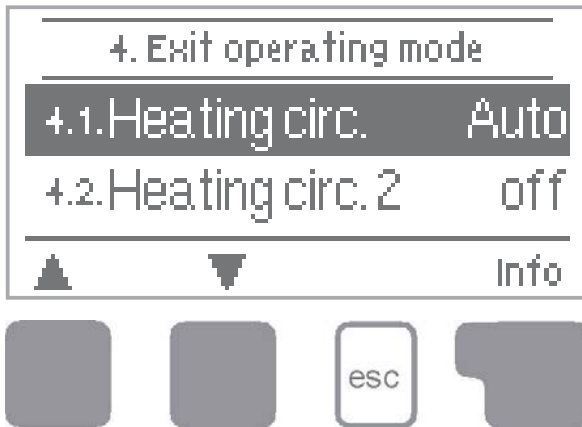 4. Exit operating mode
4.1.Heating circ. Auto
4.2.Heating circ. 2 off
▲ ▼ Info
esc